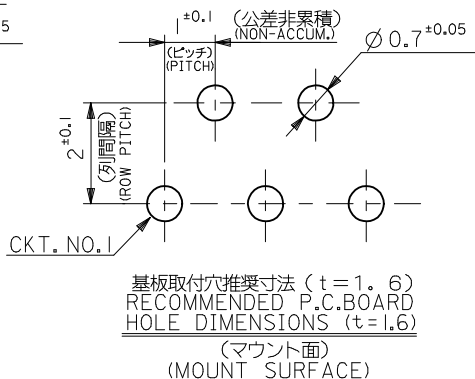 5
1 ±0.1
(公差非累積)
(NON-ACCUM.)
(ピッチ)
(PITCH)
Ø0.7 ±0.05
2 ±0.1
(列間隔)
(ROW PITCH)
CKT. NO.1
基板取付穴推奨寸法 (t=1. 6)
RECOMMENDED P.C.BOARD
HOLE DIMENSIONS (t=1.6)
(マウント面)
(MOUNT SURFACE)